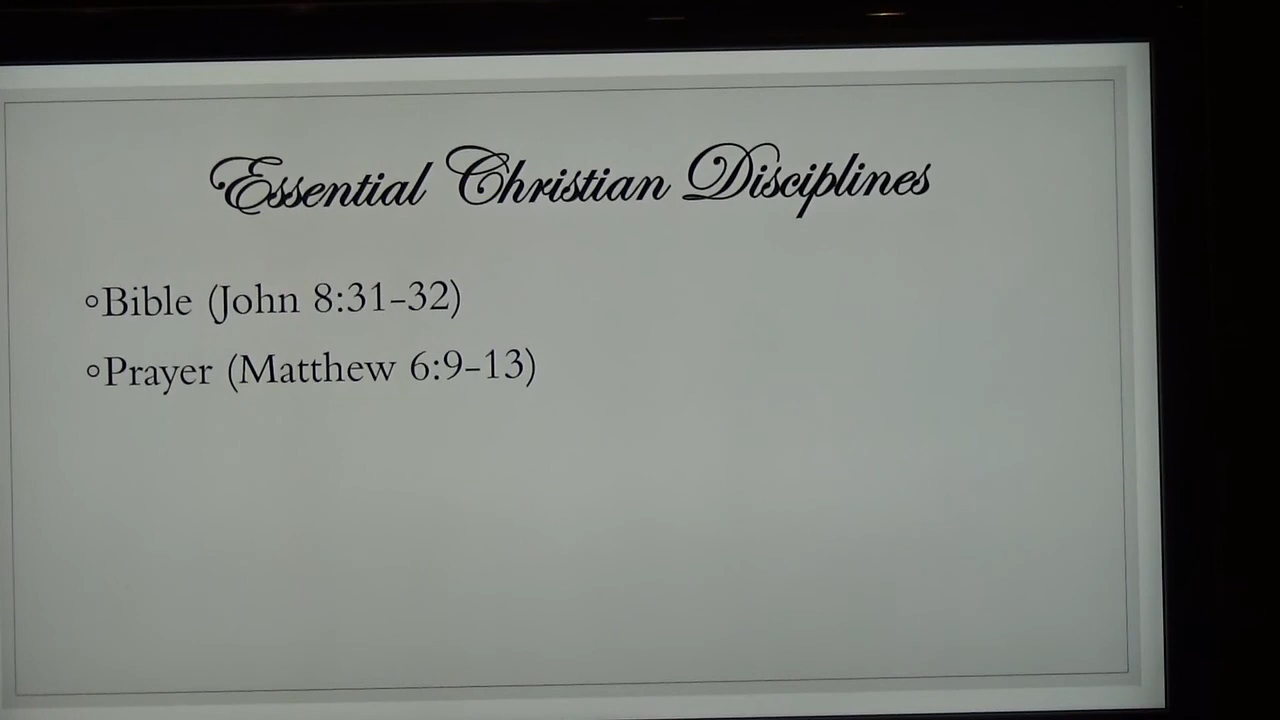 Essential Christian Disciplines
○Bible (John 8:31-32)
○Prayer (Matthew 6:9-13)